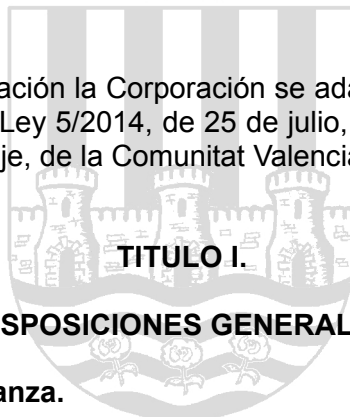 ación la Corporación se ada
Ley 5/2014, de 25 de julio,
je, de la Comunitat Valencia
TITULO I.
SPOSICIONES GENERAL
anza.